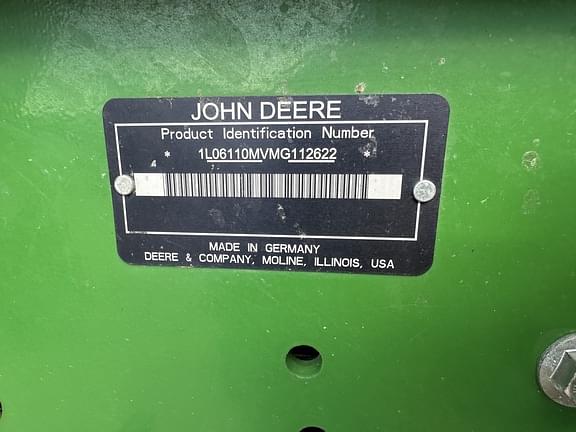 JOHN DEERE
Product Identification Number
* 1L06110MVMG112622 *
MADE IN GERMANY
DEERE & COMPANY, MOLINE, ILLINOIS, USA